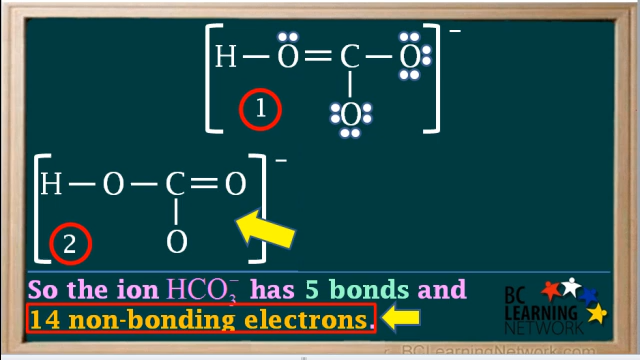 [H — O = C — O]⁻
O
1
[H — O — C = O]⁻
O
2
So the ion HCO₃⁻ has 5 bonds and
14 non-bonding electrons.
BC
LEARNING
NETWORK
BCLearningNetwork.com